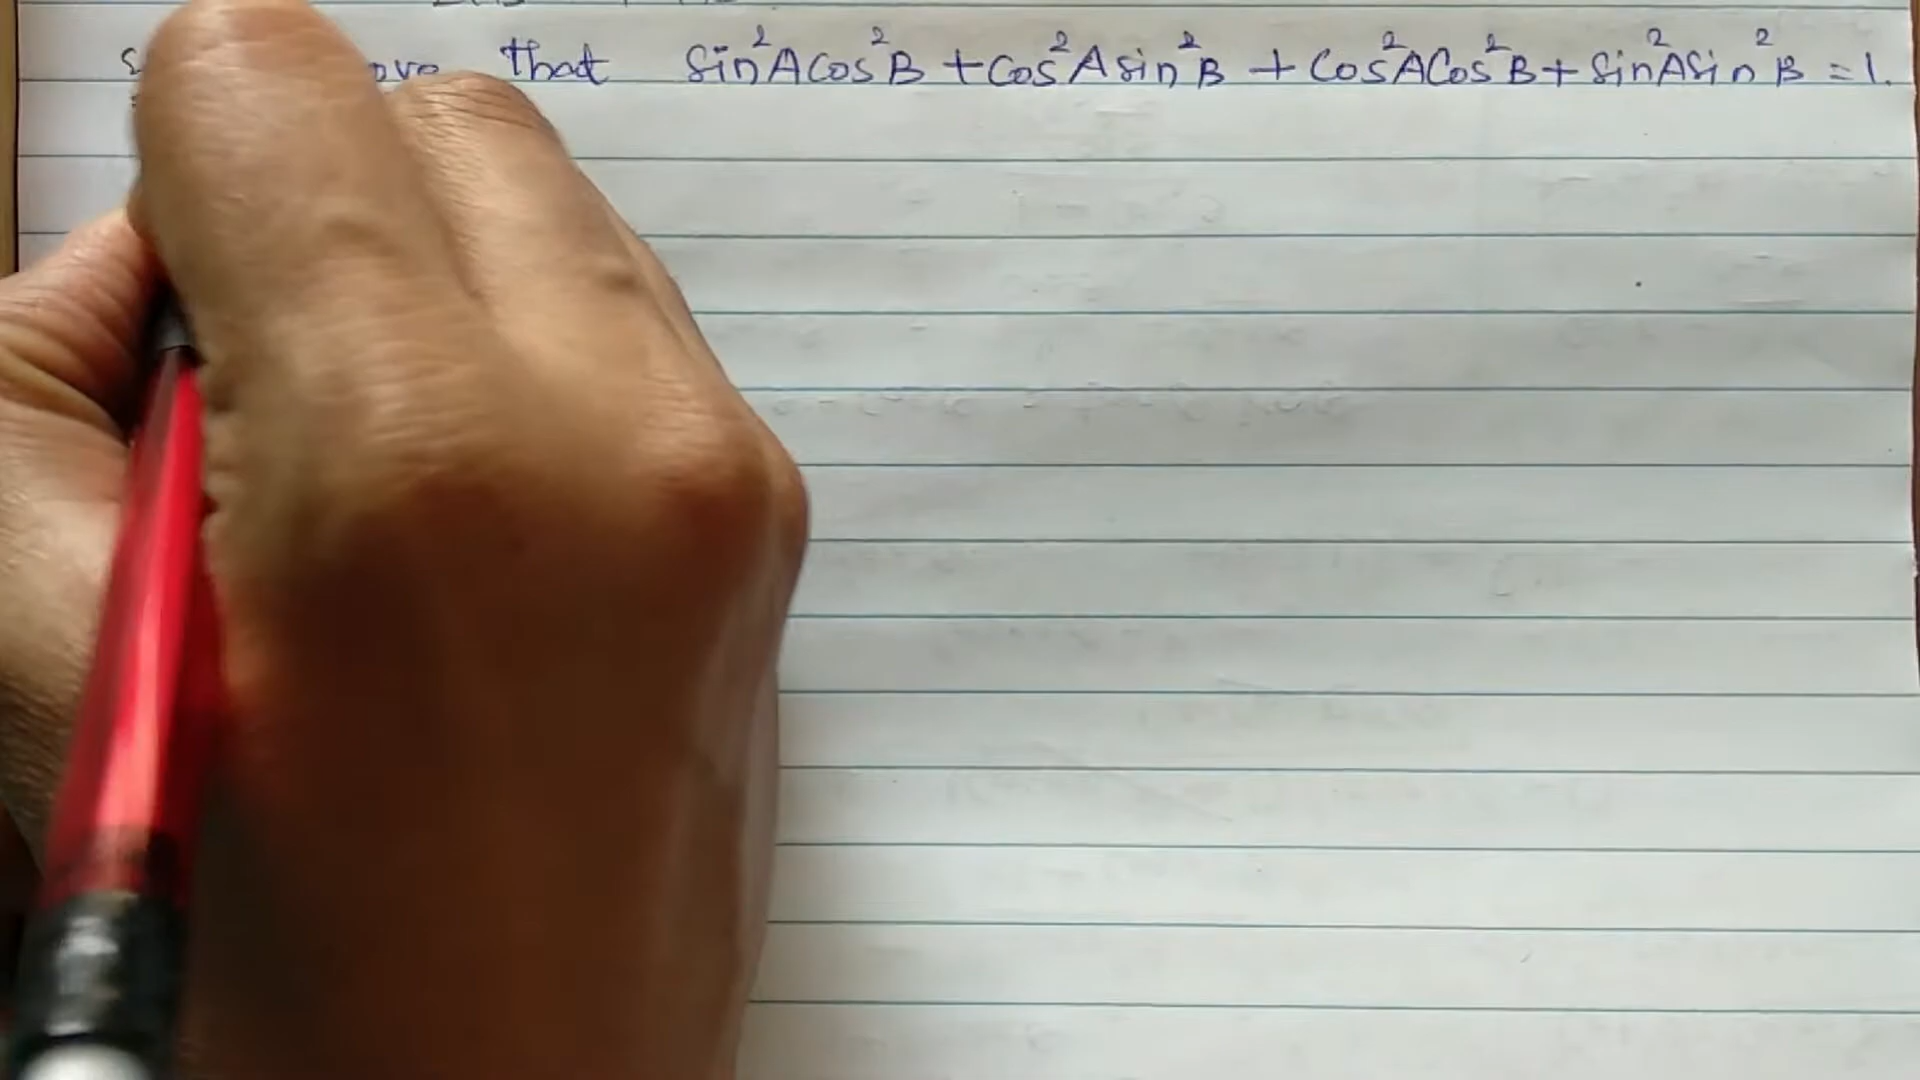 that sin²A cos²B + cos²A sin²B + cos²A cos²B + sin²A sin²B = 1.